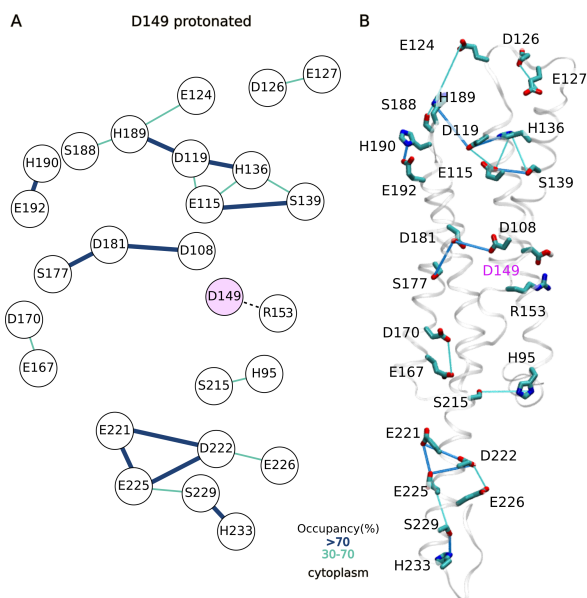 A
D149 protonated
E124
D126
E127
H189
S188
H190
D119
H136
E192
E115
S139
D181
D108
S177
D149
R153
D170
E167
S215
H95
E221
D222
E226
E225
S229
H233
Occupancy(%)
>70
30-70
cytoplasm
B
E124
D126
E127
H189
S188
D119
H136
H190
E115
S139
E192
D181
D108
D149
S177
R153
D170
H95
E167
S215
E221
D222
E225
E226
S229
H233